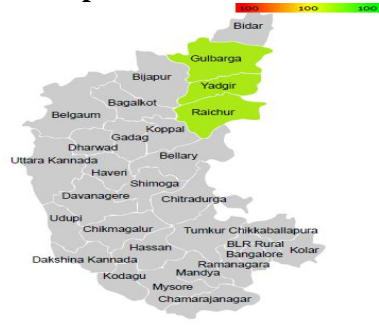 100 100 100
Bidar
Gulbarga
Bijapur
Yadgir
Bagalkot
Raichur
Belgaum
Koppal
Gadag
Dharwad
Bellary
Uttara Kannada
Haveri
Shimoga
Davanagere
Chitradurga
Udupi
Chikmagalur
Tumkur Chikkaballapura
Hassan
BLR Rural
Bangalore
Kolar
Dakshina Kannada
Ramanagara
Kodagu
Mandya
Mysore
Chamarajanagar